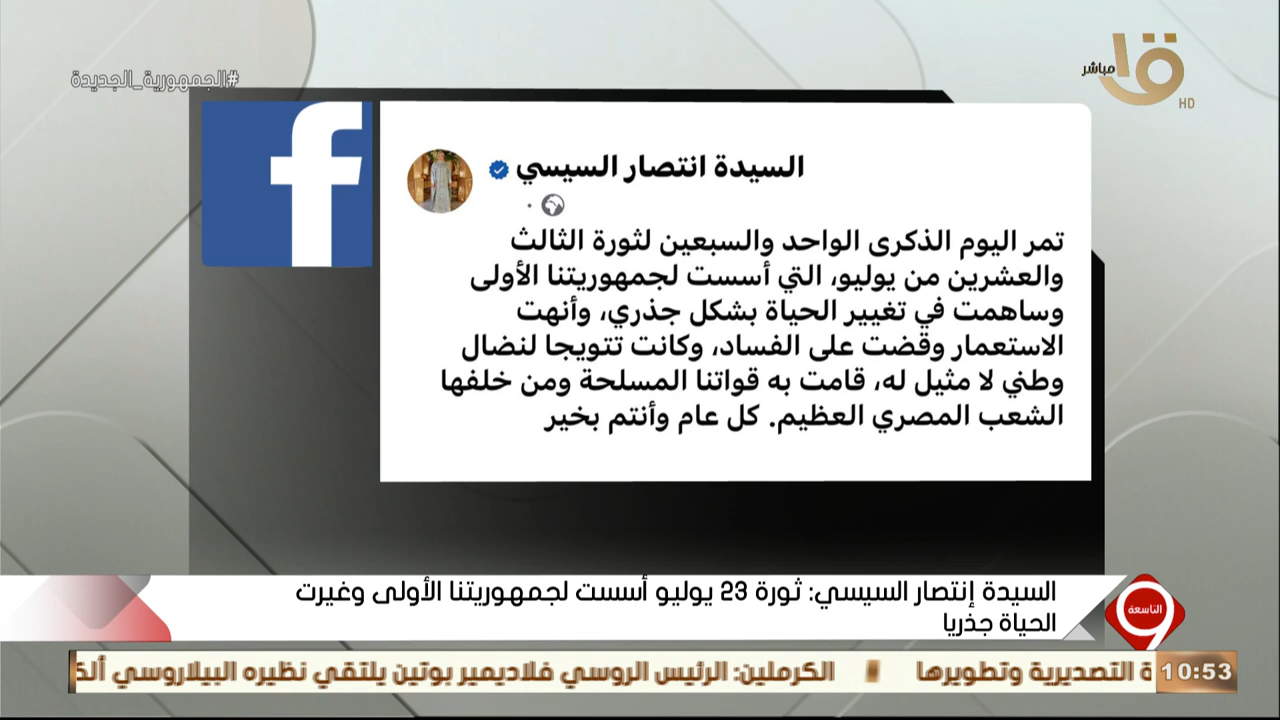 #الجمهورية_الجديدة
مباشر
HD
السيدة انتصار السيسي
تمر اليوم الذكرى الواحد والسبعين لثورة الثالث
والعشرين من يوليو، التي أسست لجمهوريتنا الأولى
وساهمت في تغيير الحياة بشكل جذري، وأنهت
الاستعمار وقضت على الفساد، وكانت تتويجا لنضال
وطني لا مثيل له، قامت به قواتنا المسلحة ومن خلفها
الشعب المصري العظيم. كل عام وأنتم بخير
السيدة إنتصار السيسي: ثورة 23 يوليو أسست لجمهوريتنا الأولى وغيرت
الحياة جذريا
التاسعة
9
10:53
ة التصديرية وتطويرها
الكرملين: الرئيس الروسي فلاديمير بوتين يلتقي نظيره البيلاروسي